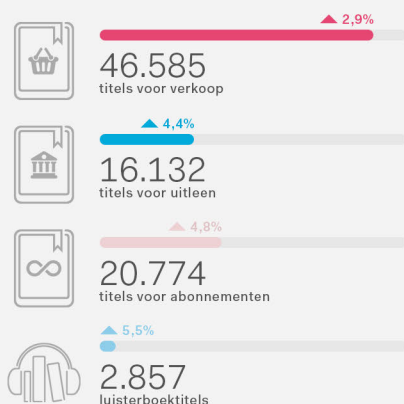 2,9%
46.585
titels voor verkoop
4,4%
16.132
titels voor uitleen
4,8%
20.774
titels voor abonnementen
5,5%
2.857
luisterboektitels